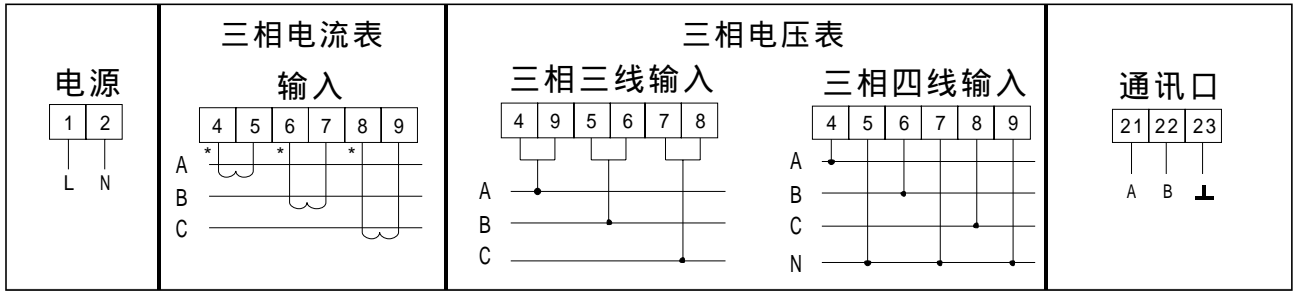 电源
1 2
L N
三相电流表
输入
4 5 6 7 8 9
* * *
A
B
C
三相电压表
三相三线输入
4 9 5 6 7 8
A
B
C
三相四线输入
4 5 6 7 8 9
A
B
C
N
通讯口
21 22 23
A B